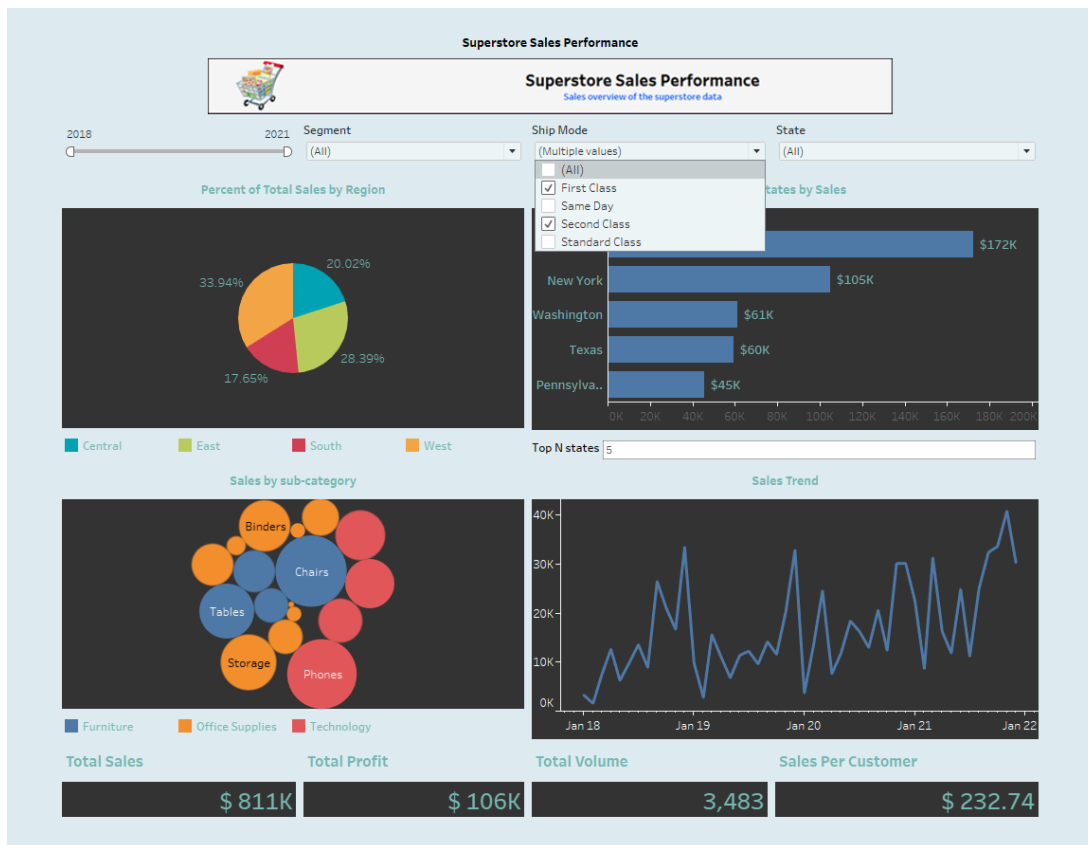 Superstore Sales Performance
Superstore Sales Performance
Sales overview of the superstore data
2018 2021
Segment
(All)
Ship Mode
(Multiple values)
(All)
First Class
Same Day
Second Class
Standard Class
State
(All)
Percent of Total Sales by Region
20.02%
33.94%
28.39%
17.65%
Central East South West
tates by Sales
$172K
New York $105K
Washington $61K
Texas $60K
Pennsylva.. $45K
0K 20K 40K 60K 80K 100K 120K 140K 160K 180K 200K
Top N states 5
Sales by sub-category
Binders
Chairs
Tables
Storage
Phones
Furniture Office Supplies Technology
Sales Trend
40K
30K
20K
10K
0K
Jan 18 Jan 19 Jan 20 Jan 21 Jan 22
Total Sales Total Profit Total Volume Sales Per Customer
$ 811K $ 106K 3,483 $ 232.74